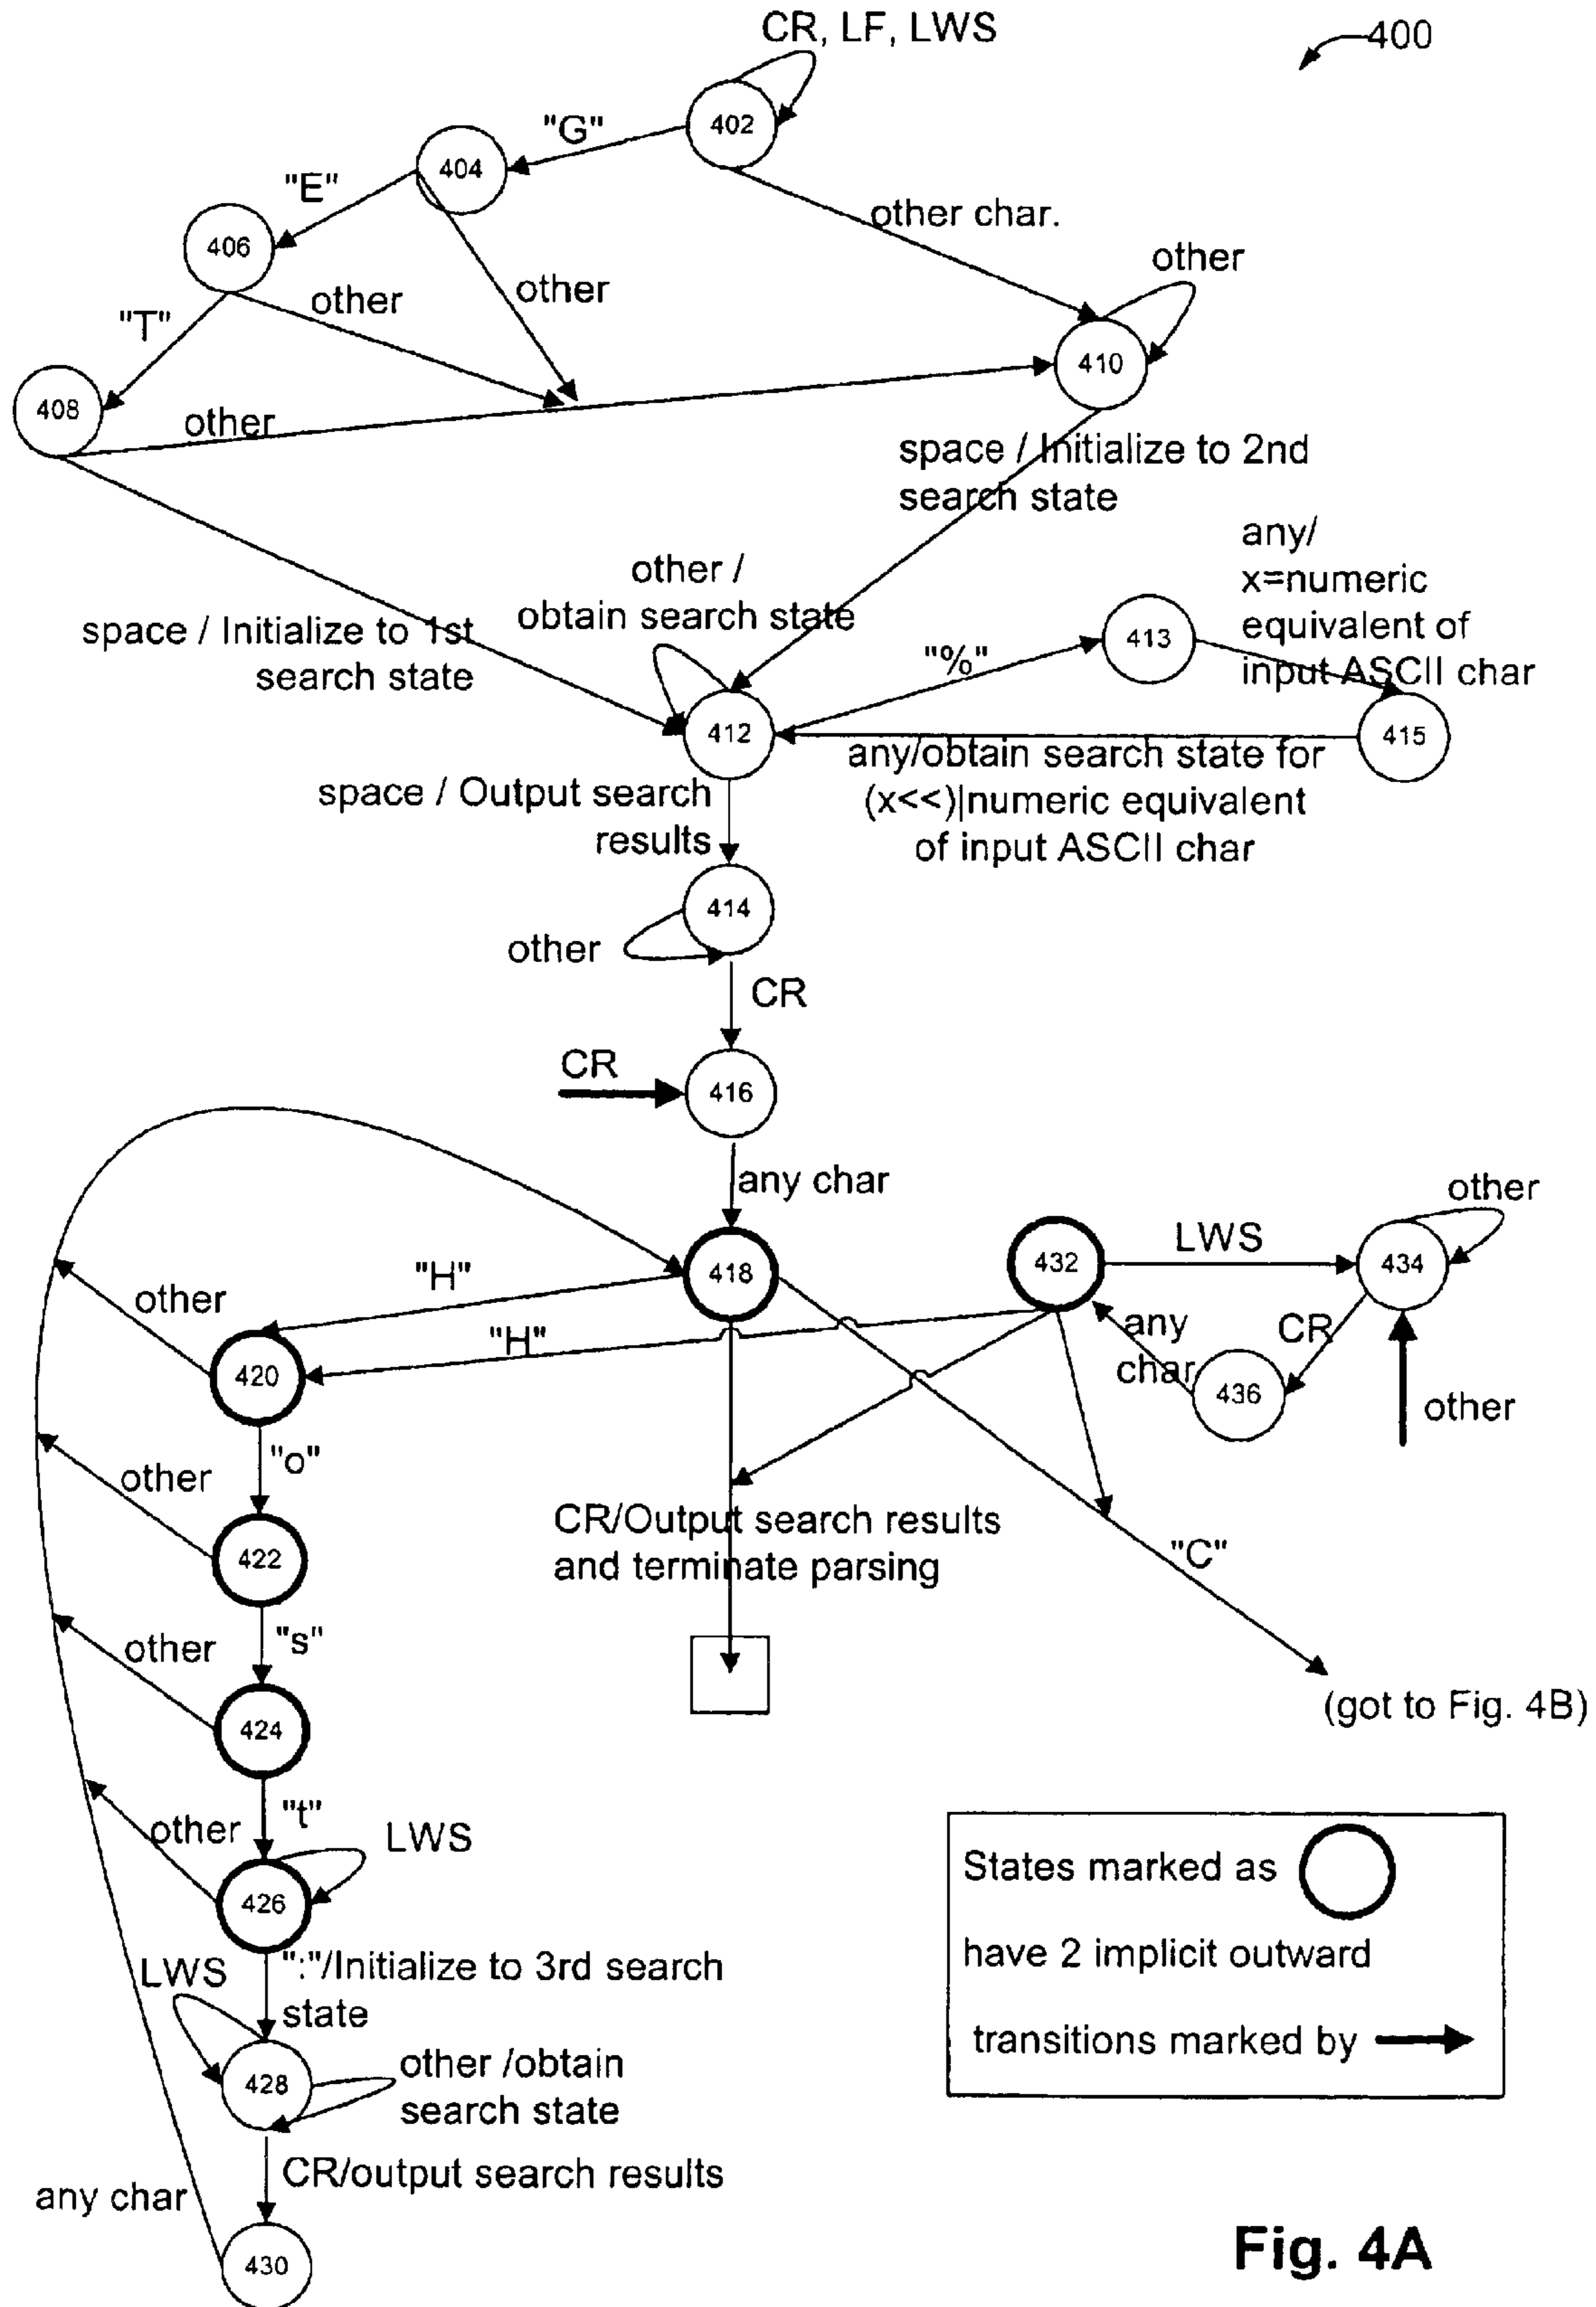 CR, LF, LWS
400
402
"G"
404
"E"
other char.
406
other
other
other
"T"
410
408
other
space / Initialize to 2nd
search state
any/
x=numeric
equivalent of
input ASCII char
other /
obtain search state
413
space / Initialize to 1st
search state
"%"
412
415
any/obtain search state for
(x<<)|numeric equivalent
of input ASCII char
space / Output search
results
414
other
CR
CR
416
any char
other
418
432
LWS
434
"H"
other
"H"
any
char
CR
420
436
other
"o"
other
CR/Output search results
and terminate parsing
"C"
422
"s"
other
(got to Fig. 4B)
424
"t"
other
LWS
States marked as
426
have 2 implicit outward
":"/Initialize to 3rd search
state
LWS
transitions marked by
428
other /obtain
search state
CR/output search results
any char
430
Fig. 4A